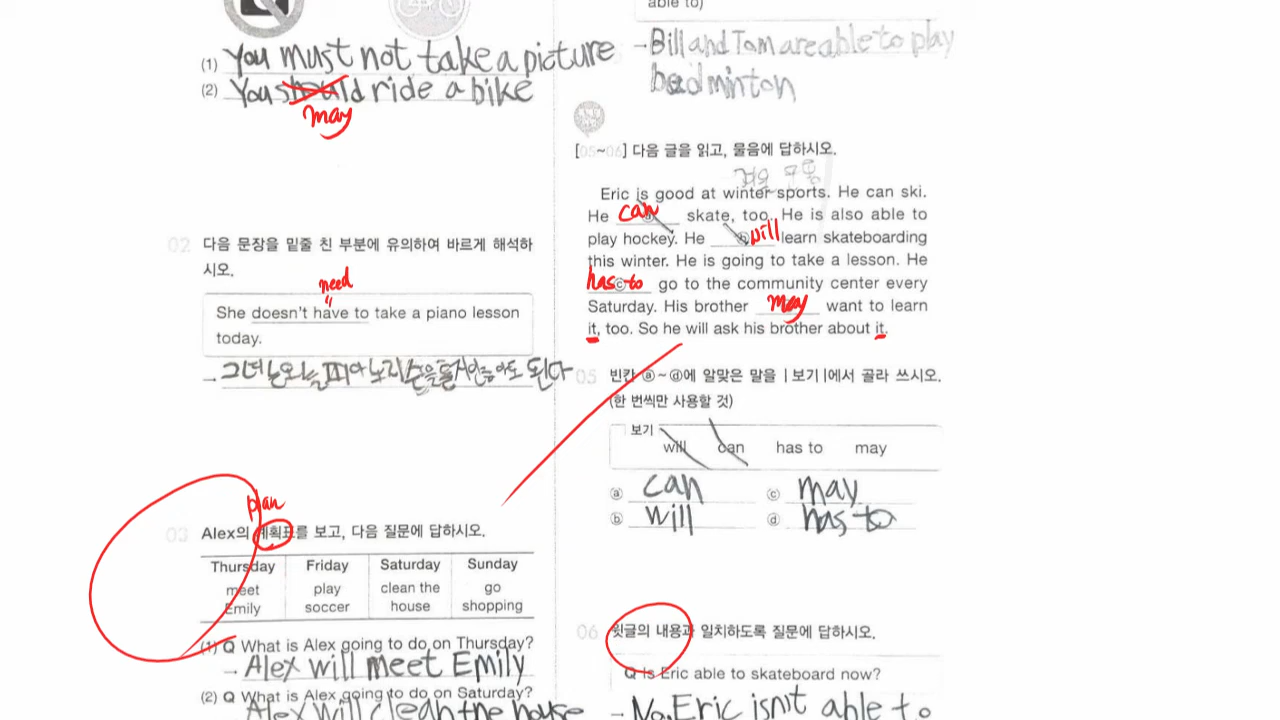 (1) You must not take a picture
(2) You should ride a bike
may
02 다음 문장을 밑줄 친 부분에 유의하여 바르게 해석하
시오.
need
She doesn't have to take a piano lesson
today.
→ 그녀는 오늘 피아노 레슨을 듣지 않아도 된다
plan
03 Alex의 계획표를 보고, 다음 질문에 답하시오.
Thursday Friday Saturday Sunday
meet play clean the go
Emily soccer house shopping
(1) Q What is Alex going to do on Thursday?
→ Alex will meet Emily
(2) Q What is Alex going to do on Saturday?
Alex will clean the house
able to)
→ Bill and Tom are able to play
badminton
[05~06] 다음 글을 읽고, 물음에 답하시오.
겨울
Eric is good at winter sports. He can ski.
He ⓐ can skate, too. He is also able to
play hockey. He ⓑ will learn skateboarding
this winter. He is going to take a lesson. He
ⓒ has to go to the community center every
Saturday. His brother may want to learn
it, too. So he will ask his brother about it.
05 빈칸 ⓐ~ⓓ에 알맞은 말을 |보기|에서 골라 쓰시오.
(한 번씩만 사용할 것)
보기
will can has to may
ⓐ can ⓒ may
ⓑ will ⓓ has to
06 윗글의 내용과 일치하도록 질문에 답하시오.
Q Is Eric able to skateboard now?
→ No, Eric isn't able to